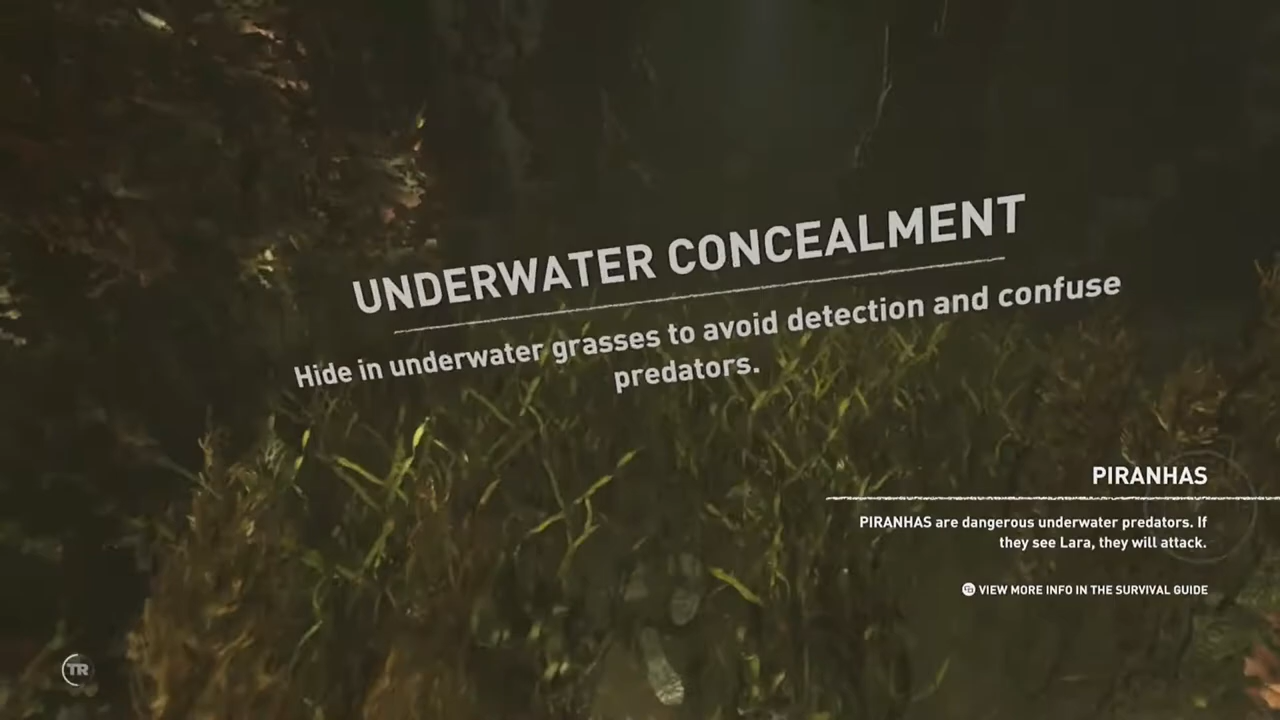 UNDERWATER CONCEALMENT
Hide in underwater grasses to avoid detection and confuse
predators.
PIRANHAS
PIRANHAS are dangerous underwater predators. If
they see Lara, they will attack.
VIEW MORE INFO IN THE SURVIVAL GUIDE
TR